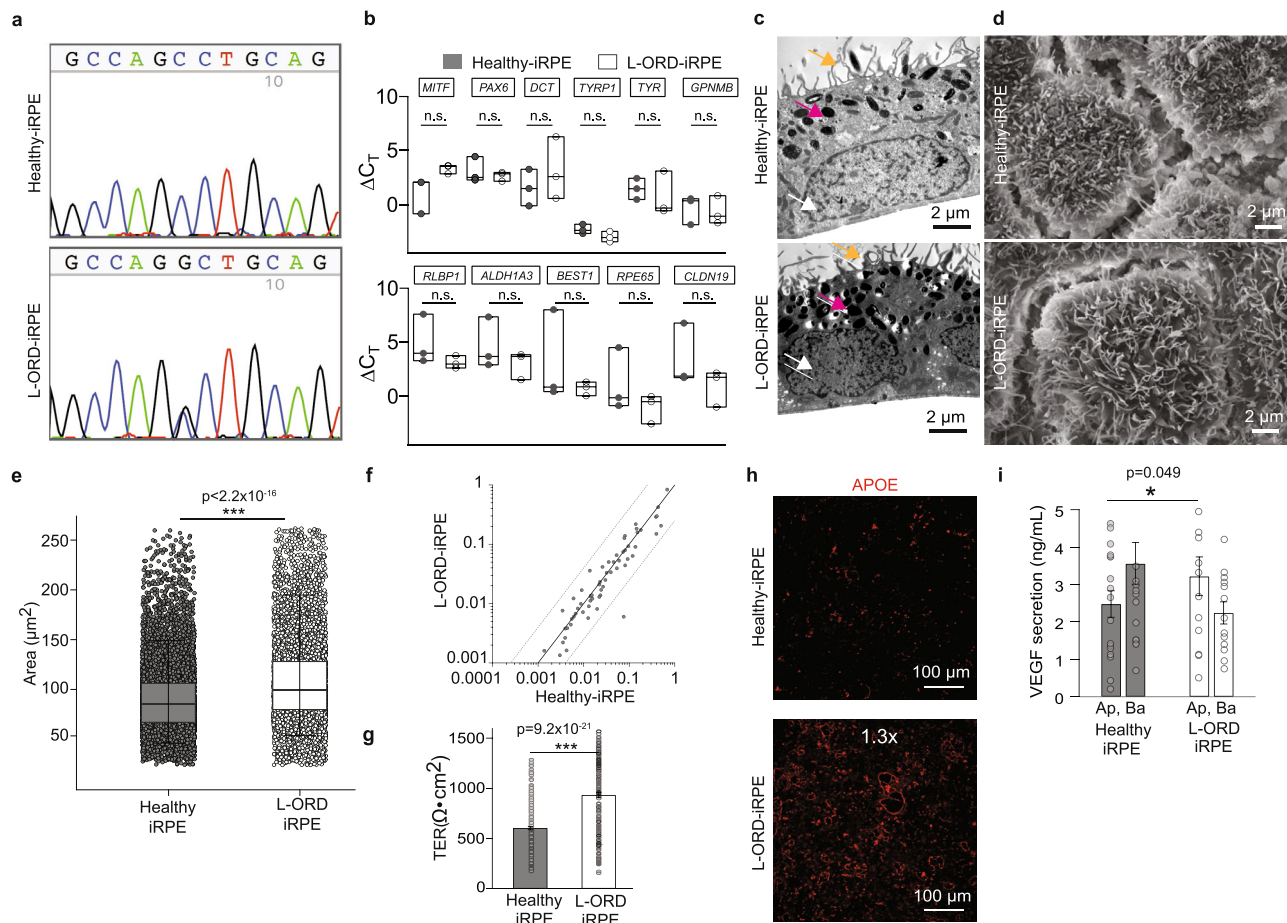 a
G C C A G C C T G C A G
10
Healthy-iRPE
G C C A G G C T G C A G
10
L-ORD-iRPE
b
Healthy-iRPE L-ORD-iRPE
MITF PAX6 DCT TYRP1 TYR GPNMB
n.s. n.s. n.s. n.s. n.s. n.s.
10
5
0
ΔCT
RLBP1 ALDH1A3 BEST1 RPE65 CLDN19
n.s. n.s. n.s. n.s. n.s.
10
5
0
ΔCT
c
Healthy-iRPE
2 µm
L-ORD-iRPE
2 µm
d
Healthy-iRPE
2 µm
L-ORD-iRPE
2 µm
e
p<2.2x10-16
***
250
200
150
100
50
Area (µm2)
Healthy L-ORD
iRPE iRPE
f
1
0.1
0.01
0.001
L-ORD-iRPE
0.0001 0.001 0.01 0.1 1
Healthy-iRPE
g
p=9.2x10-21
***
1500
1000
500
0
TER(Ω•cm2)
Healthy L-ORD
iRPE iRPE
h
APOE
Healthy-iRPE
100 µm
1.3x
L-ORD-iRPE
100 µm
i
p=0.049
*
5
4
3
2
1
0
VEGF secretion (ng/mL)
Ap, Ba Ap, Ba
Healthy L-ORD
iRPE iRPE